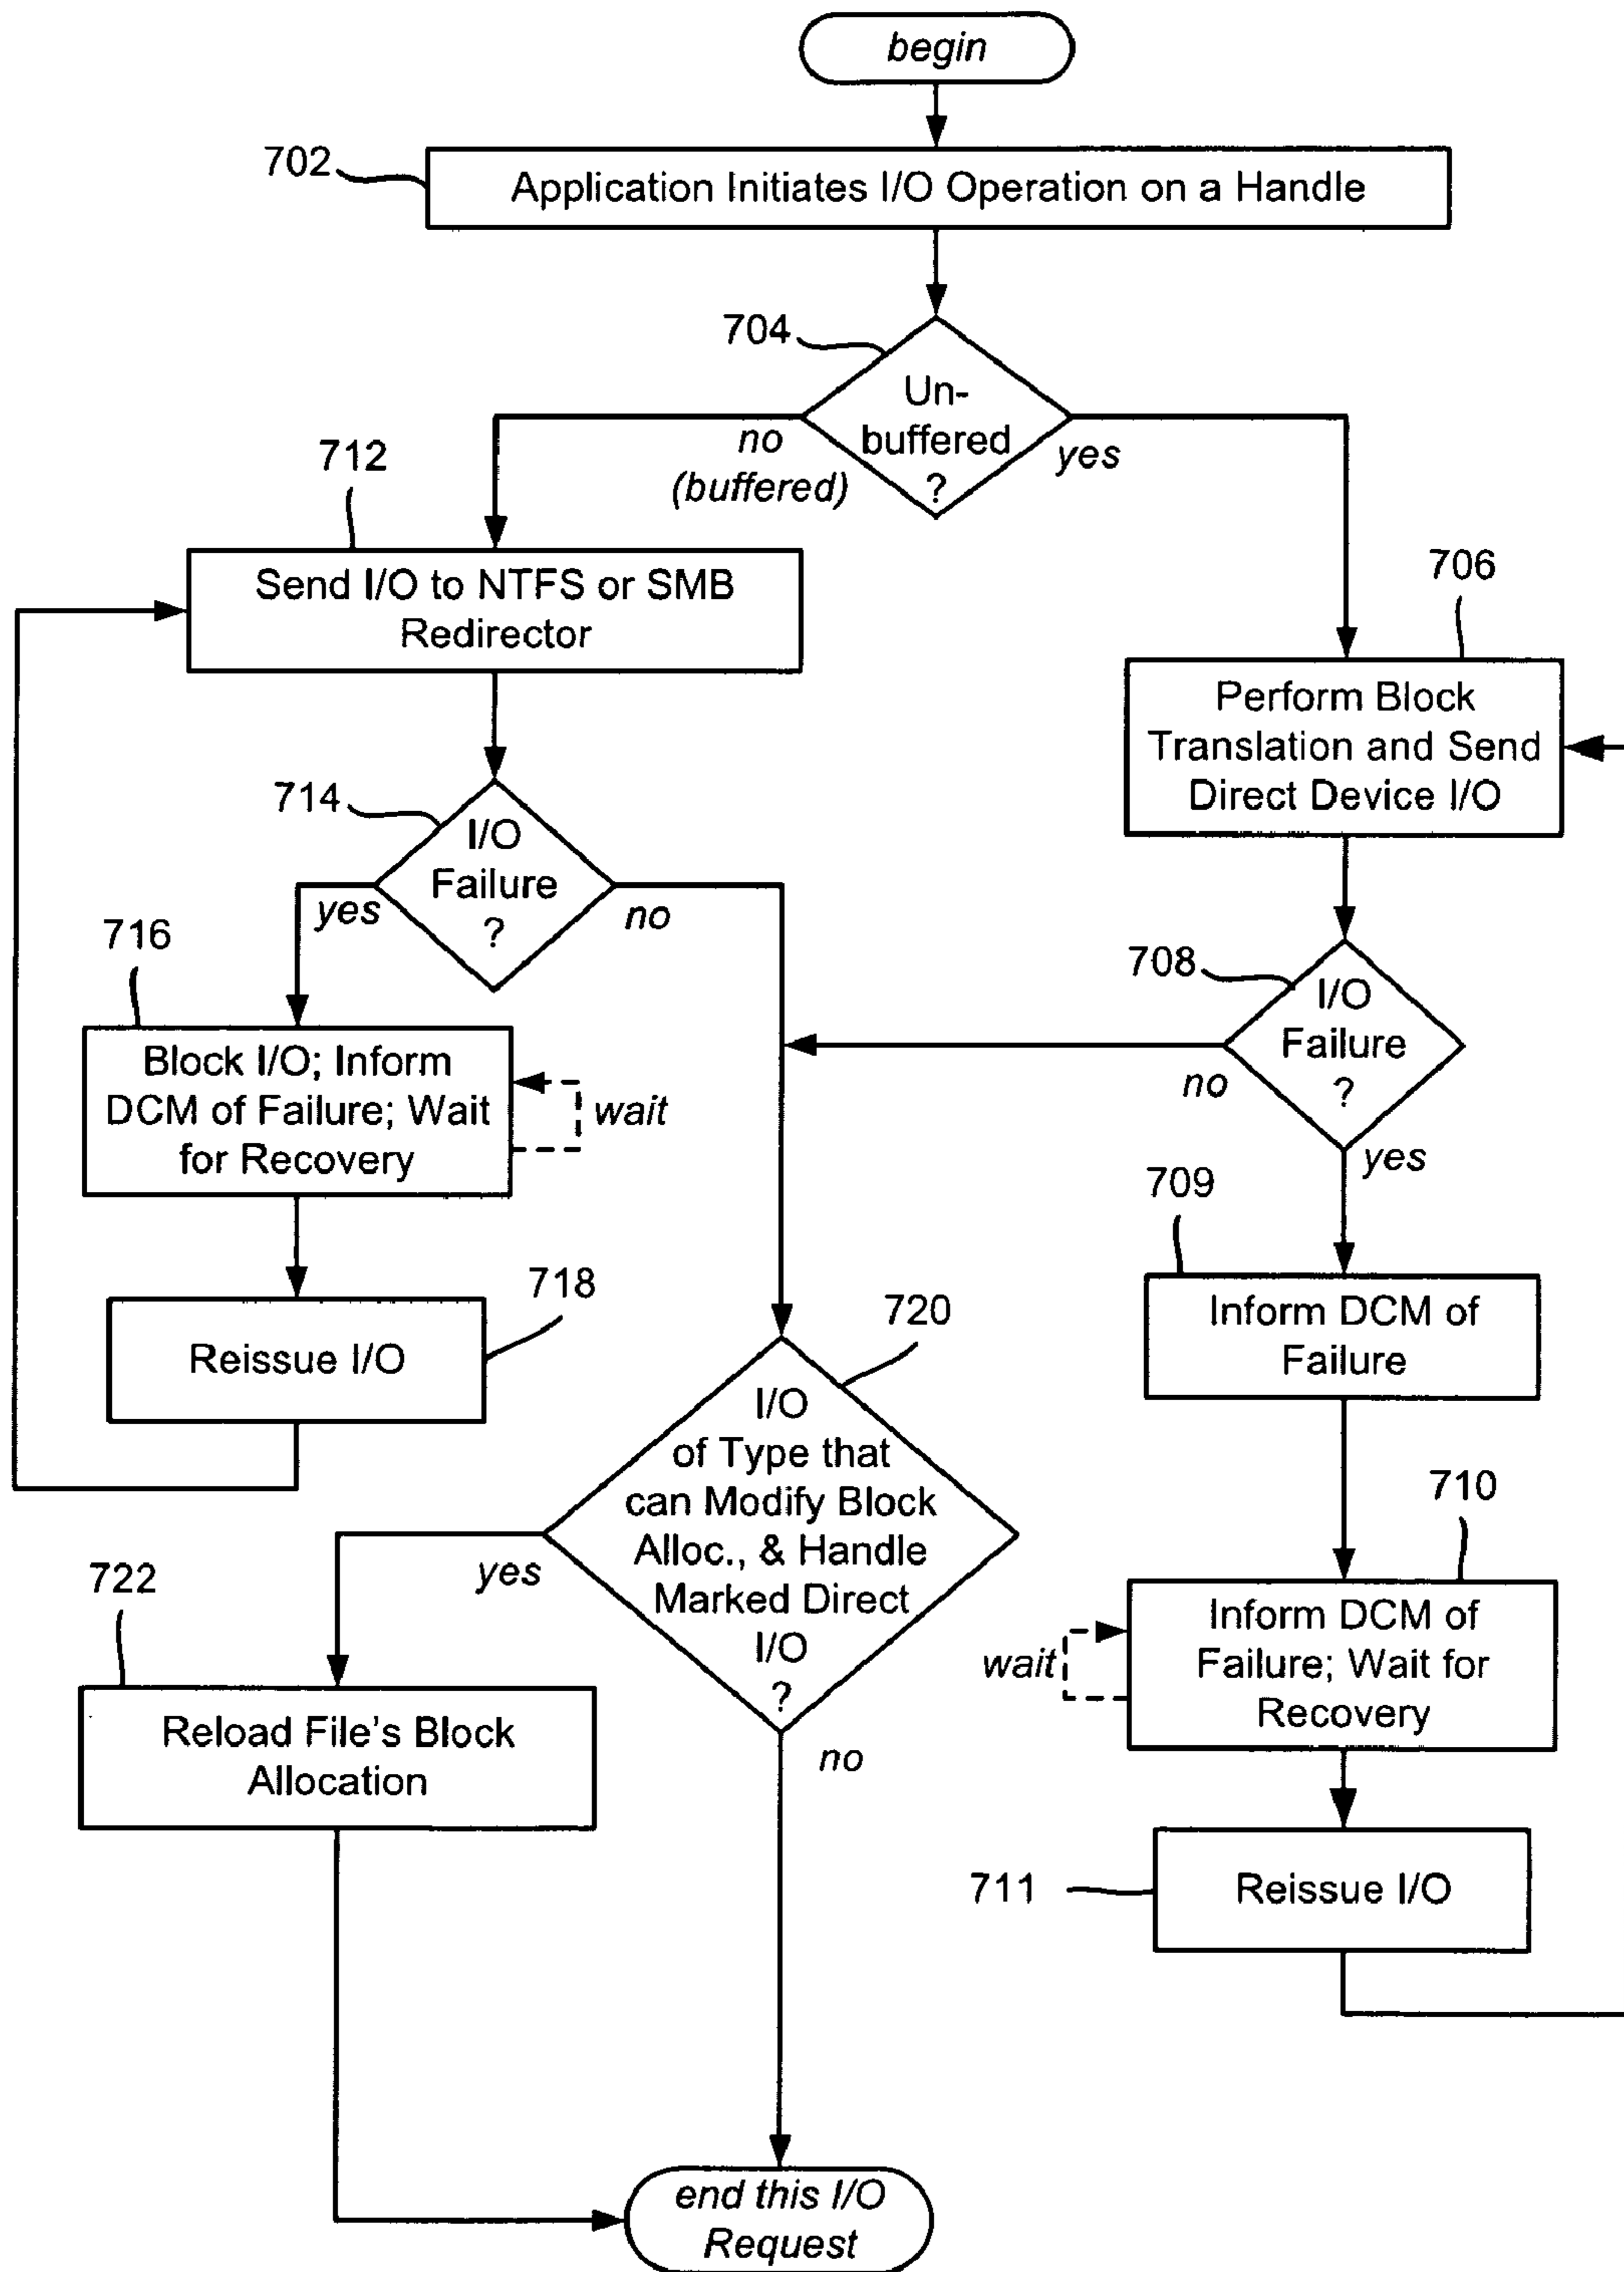 begin
702
Application Initiates I/O Operation on a Handle
704
Un-
buffered
?
no
(buffered)
yes
712
Send I/O to NTFS or SMB
Redirector
706
Perform Block
Translation and Send
Direct Device I/O
714
I/O
Failure
?
yes
no
708
I/O
Failure
?
no
yes
716
Block I/O; Inform
DCM of Failure; Wait
for Recovery
wait
709
Inform DCM of
Failure
718
Reissue I/O
720
I/O
of Type that
can Modify Block
Alloc., & Handle
Marked Direct
I/O
?
yes
no
710
Inform DCM of
Failure; Wait for
Recovery
wait
722
Reload File's Block
Allocation
711
Reissue I/O
end this I/O
Request